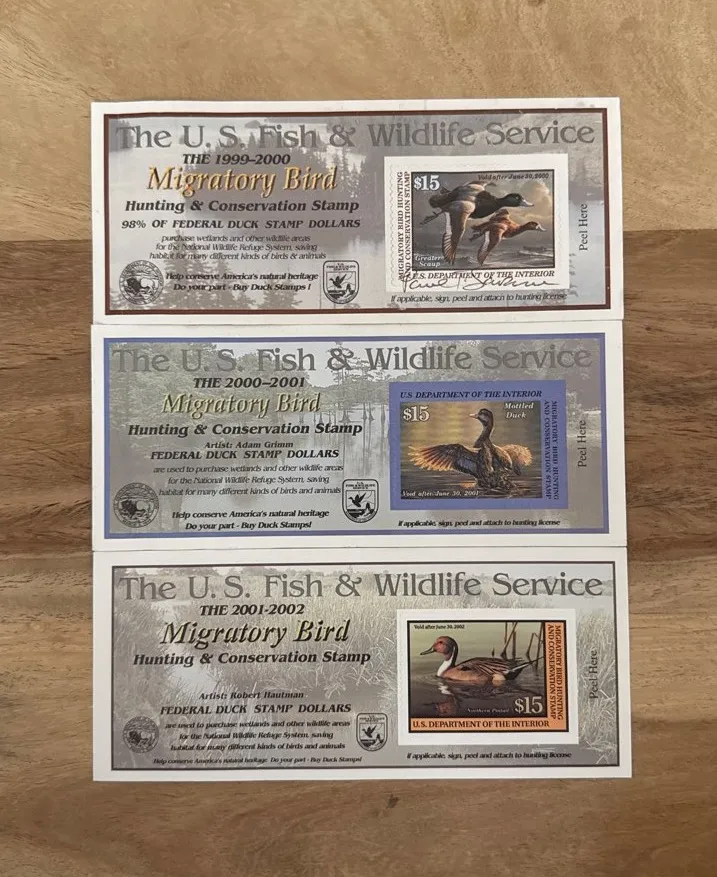 The U. S. Fish & Wildlife Service
THE 1999–2000
Migratory Bird
Hunting & Conservation Stamp
98% OF FEDERAL DUCK STAMP DOLLARS
purchase wetlands and other wildlife areas
for the National Wildlife Refuge System, saving
habitat for many different kinds of birds & animals
Help conserve America's natural heritage
Do your part - Buy Duck Stamps !
$15
Void after June 30, 2000
MIGRATORY BIRD HUNTING
AND CONSERVATION STAMP
Greater
Scaup
U.S. DEPARTMENT OF THE INTERIOR
Peel Here
If applicable, sign, peel and attach to hunting license
The U. S. Fish & Wildlife Service
THE 2000–2001
Migratory Bird
Hunting & Conservation Stamp
Artist: Adam Grimm
FEDERAL DUCK STAMP DOLLARS
are used to purchase wetlands and other wildlife areas
for the National Wildlife Refuge System, saving
habitat for many different kinds of birds and animals
Help conserve America's natural heritage
Do your part - Buy Duck Stamps!
U.S. DEPARTMENT OF THE INTERIOR
$15
Mottled
Duck
MIGRATORY BIRD HUNTING
AND CONSERVATION STAMP
Void after June 30, 2001
Peel Here
If applicable, sign, peel and attach to hunting license
The U. S. Fish & Wildlife Service
THE 2001-2002
Migratory Bird
Hunting & Conservation Stamp
Artist: Robert Hautman
FEDERAL DUCK STAMP DOLLARS
are used to purchase wetlands and other wildlife areas
for the National Wildlife Refuge System, saving
habitat for many different kinds of birds and animals
Help conserve America's natural heritage Do your part - Buy Duck Stamps!
Void after June 30, 2002
MIGRATORY BIRD HUNTING
AND CONSERVATION STAMP
Northern Pintail
$15
U.S. DEPARTMENT OF THE INTERIOR
Peel Here
If applicable, sign, peel and attach to hunting license